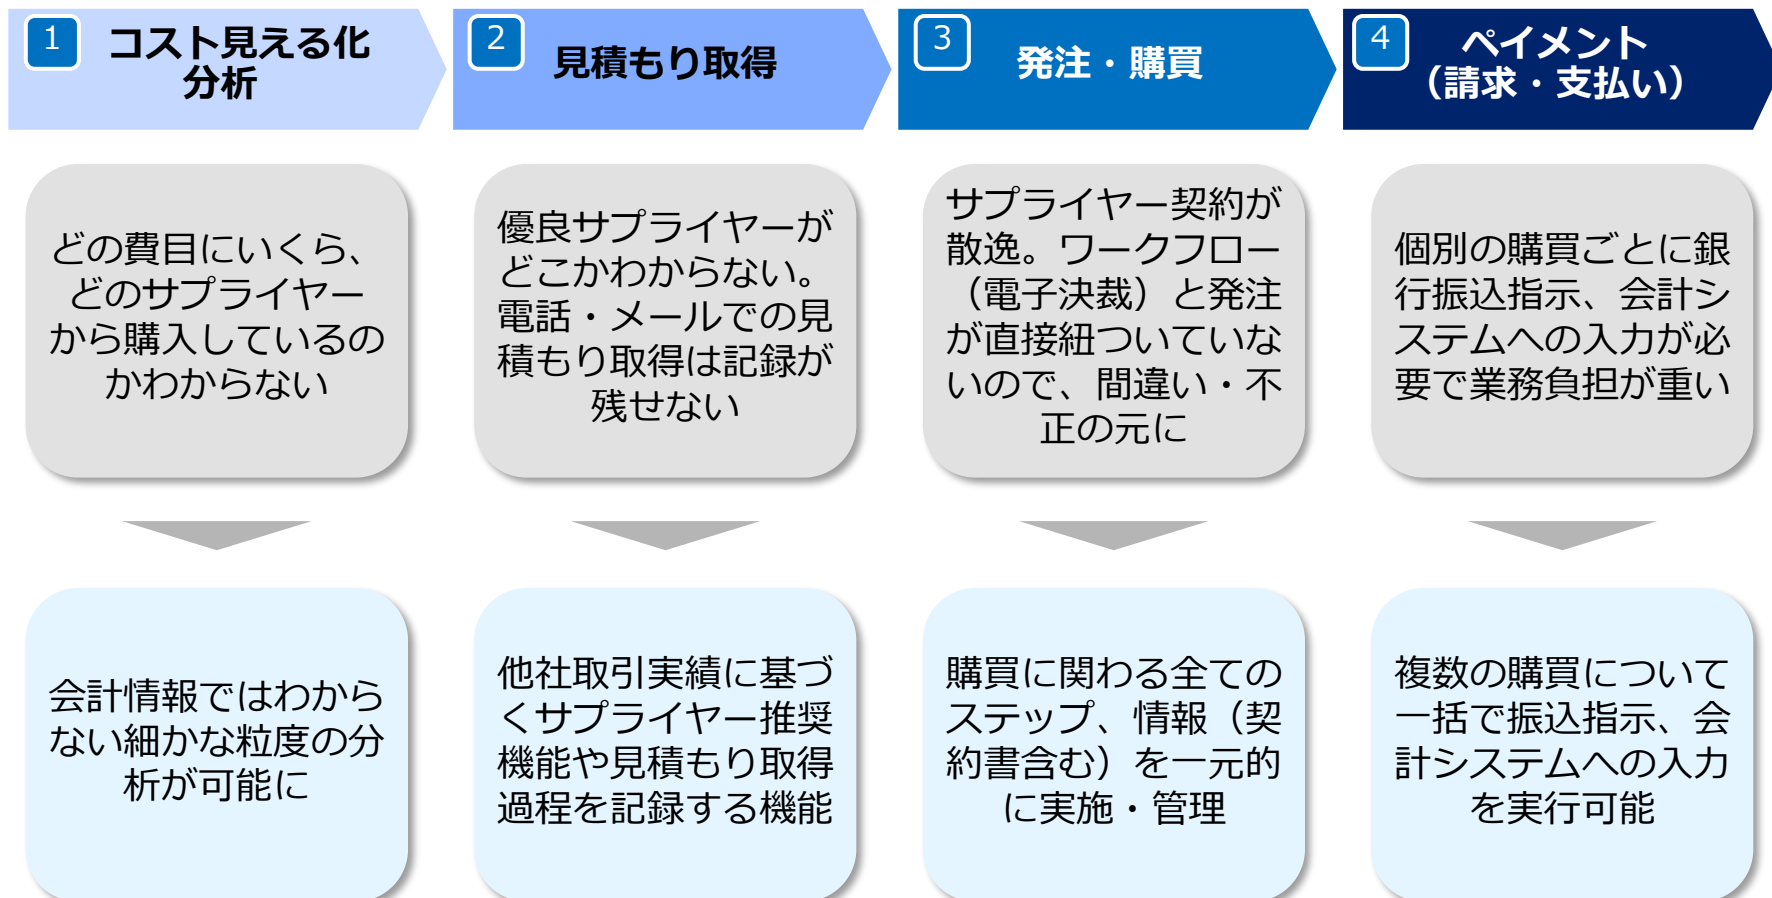 1
コスト見える化
分析
2
見積もり取得
3
発注・購買
4
ペイメント
（請求・支払い）
どの費目にいくら、
どのサプライヤー
から購入しているの
かわからない
優良サプライヤーが
どこかわからない。
電話・メールでの見
積もり取得は記録が
残せない
サプライヤー契約が
散逸。ワークフロー
（電子決裁）と発注
が直接紐ついていな
いので、間違い・不
正の元に
個別の購買ごとに銀
行振込指示、会計シ
ステムへの入力が必
要で業務負担が重い
会計情報ではわから
ない細かな粒度の分
析が可能に
他社取引実績に基づ
くサプライヤー推奨
機能や見積もり取得
過程を記録する機能
購買に関わる全ての
ステップ、情報（契
約書含む）を一元的
に実施・管理
複数の購買について
一括で振込指示、会
計システムへの入力
を実行可能